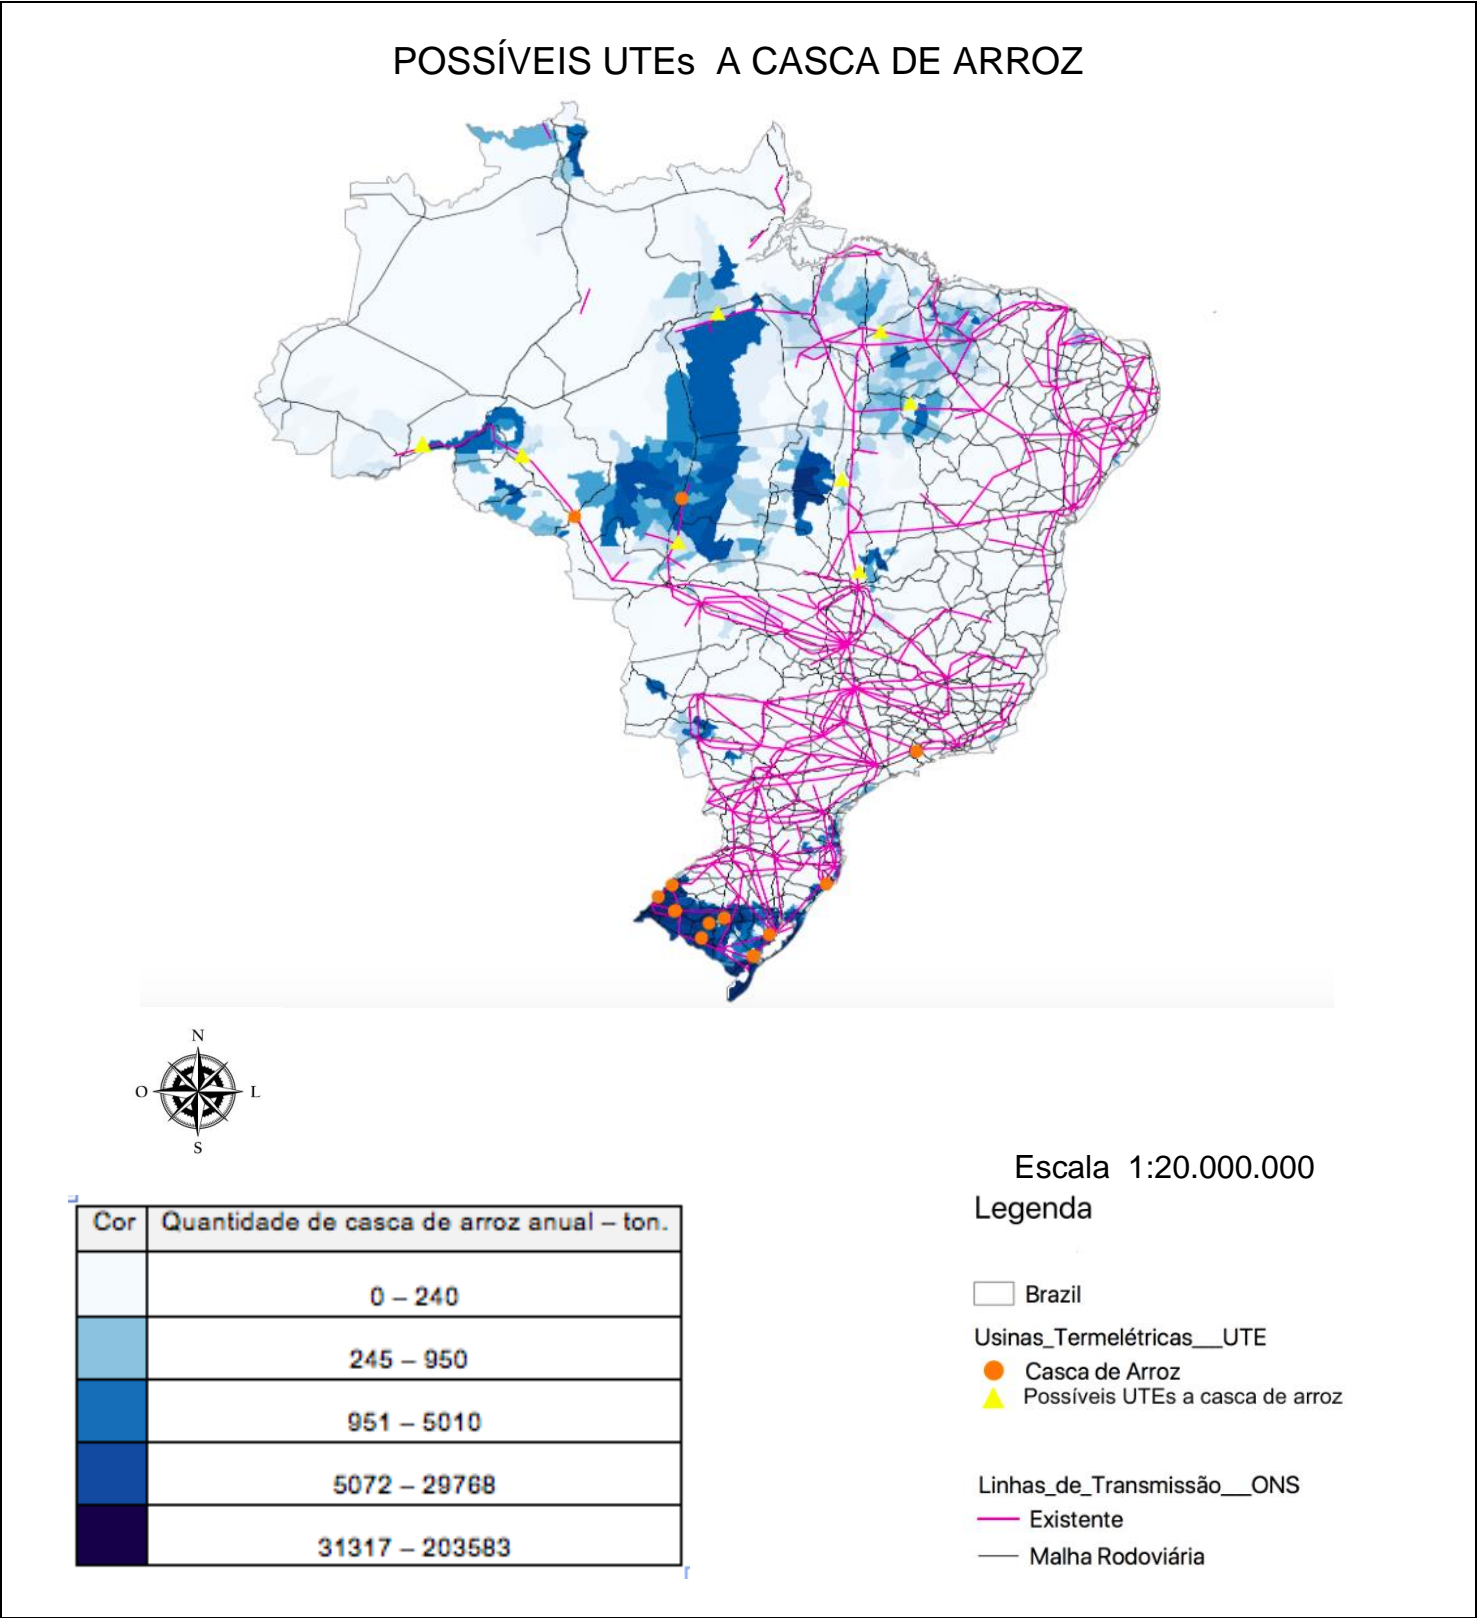 POSSÍVEIS UTEs A CASCA DE ARROZ
N
O
L
S
Escala 1:20.000.000
Cor Quantidade de casca de arroz anual – ton.
0 – 240
245 – 950
951 – 5010
5072 – 29768
31317 – 203583
Legenda
Brazil
Usinas_Termelétricas__UTE
Casca de Arroz
Possíveis UTEs a casca de arroz
Linhas_de_Transmissão__ONS
Existente
Malha Rodoviária